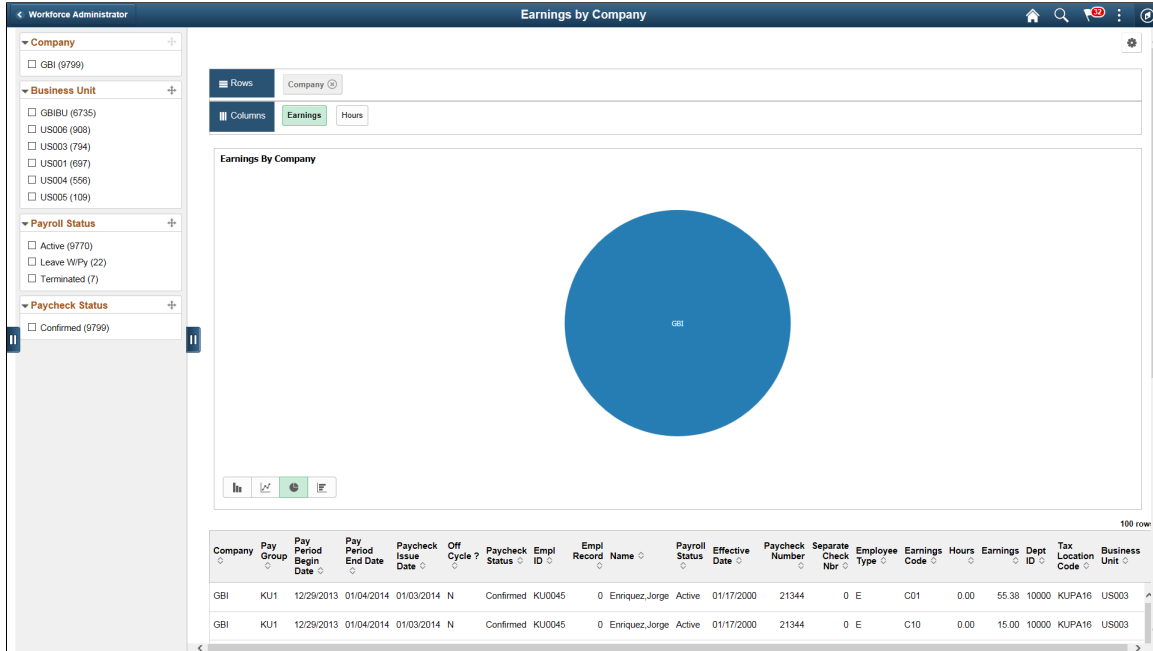 Workforce Administrator
Earnings by Company
32
Company
GBI (9799)
Business Unit
GBIBU (6735)
US006 (908)
US003 (794)
US001 (697)
US004 (556)
US005 (109)
Payroll Status
Active (9770)
Leave W/Py (22)
Terminated (7)
Paycheck Status
Confirmed (9799)
Rows Company
Columns Earnings Hours
Earnings By Company
GBI
100 rows
Company Pay Group Pay Period Begin Date Pay Period End Date Paycheck Issue Date Off Cycle ? Paycheck Status Empl ID Empl Record Name Payroll Status Effective Date Paycheck Number Separate Check Nbr Employee Type Earnings Code Hours Earnings Dept ID Tax Location Code Business Unit
GBI KU1 12/29/2013 01/04/2014 01/03/2014 N Confirmed KU0045 0 Enriquez,Jorge Active 01/17/2000 21344 0 E C01 0.00 55.38 10000 KUPA16 US003
GBI KU1 12/29/2013 01/04/2014 01/03/2014 N Confirmed KU0045 0 Enriquez,Jorge Active 01/17/2000 21344 0 E C10 0.00 15.00 10000 KUPA16 US003